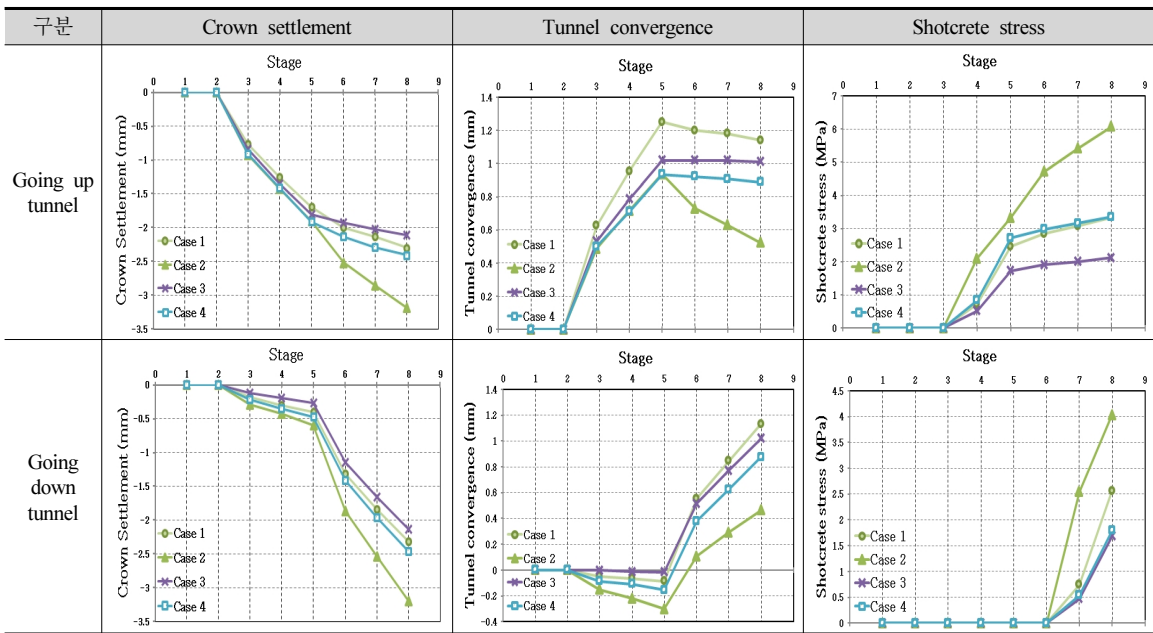 구분 Crown settlement Tunnel convergence Shotcrete stress
Going up
tunnel
Stage
0 1 2 3 4 5 6 7 8 9
Crown Settlement (mm)
0
-0.5
-1
-1.5
-2
-2.5
-3
-3.5
Case 1
Case 2
Case 3
Case 4
Stage
0 1 2 3 4 5 6 7 8 9
Tunnel convergence (mm)
1.4
1.2
1
0.8
0.6
0.4
0.2
0
Case 1
Case 2
Case 3
Case 4
Stage
0 1 2 3 4 5 6 7 8 9
Shotcrete stress (MPa)
7
6
5
4
3
2
1
0
Case 1
Case 2
Case 3
Case 4
Going
down
tunnel
Stage
0 1 2 3 4 5 6 7 8 9
Crown Settlement (mm)
0
-0.5
-1
-1.5
-2
-2.5
-3
-3.5
Case 1
Case 2
Case 3
Case 4
Stage
0 1 2 3 4 5 6 7 8 9
Tunnel convergence (mm)
1.4
1.2
1
0.8
0.6
0.4
0.2
0
-0.2
-0.4
Case 1
Case 2
Case 3
Case 4
Stage
0 1 2 3 4 5 6 7 8 9
Shotcrete stress (MPa)
4.5
4
3.5
3
2.5
2
1.5
1
0.5
0
Case 1
Case 2
Case 3
Case 4